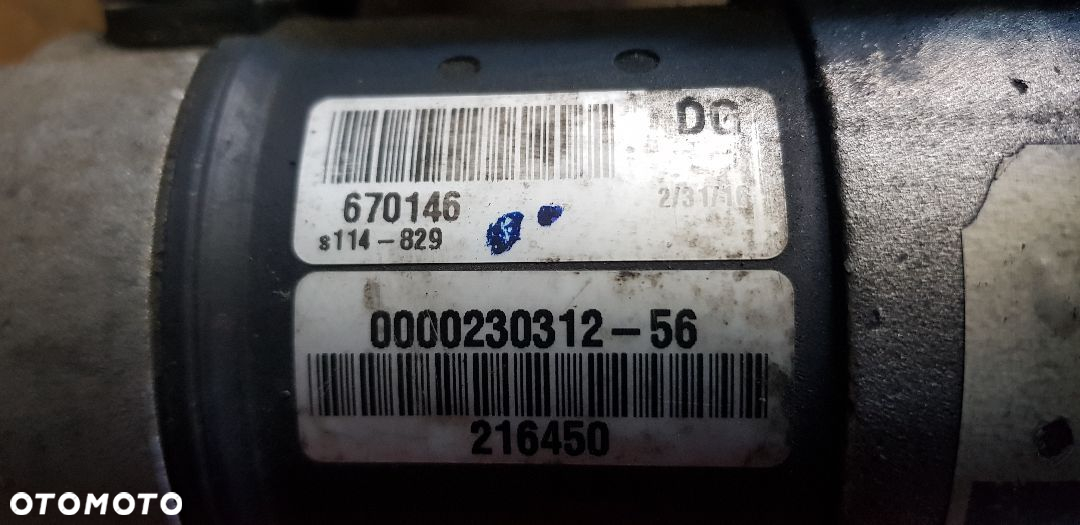 DG
670146
2/31/16
s114-829
0000230312-56
216450
OTOMOTO